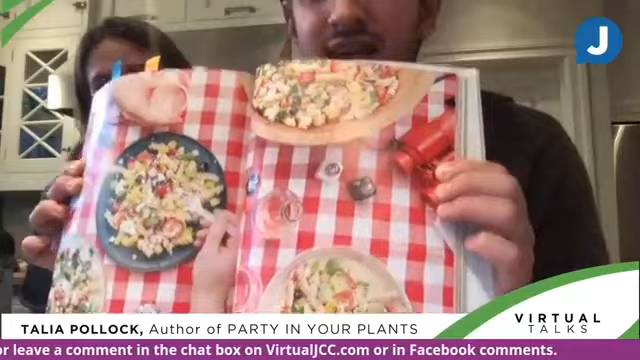 J
TALIA POLLOCK, Author of PARTY IN YOUR PLANTS
VIRTUAL
TALKS
or leave a comment in the chat box on VirtualJCC.com or in Facebook comments.